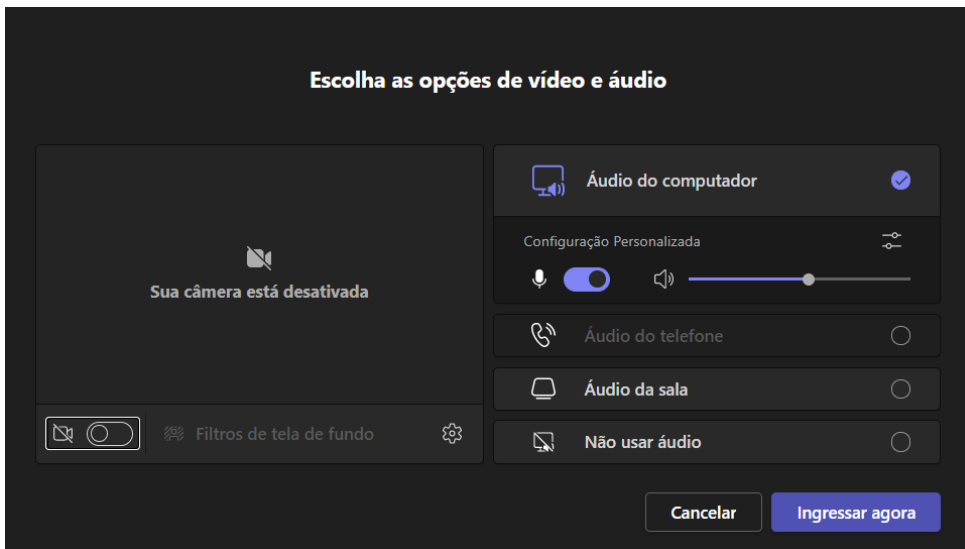 Escolha as opções de vídeo e áudio
Sua câmera está desativada
Filtros de tela de fundo
Áudio do computador
Configuração Personalizada
Áudio do telefone
Áudio da sala
Não usar áudio
Cancelar
Ingressar agora